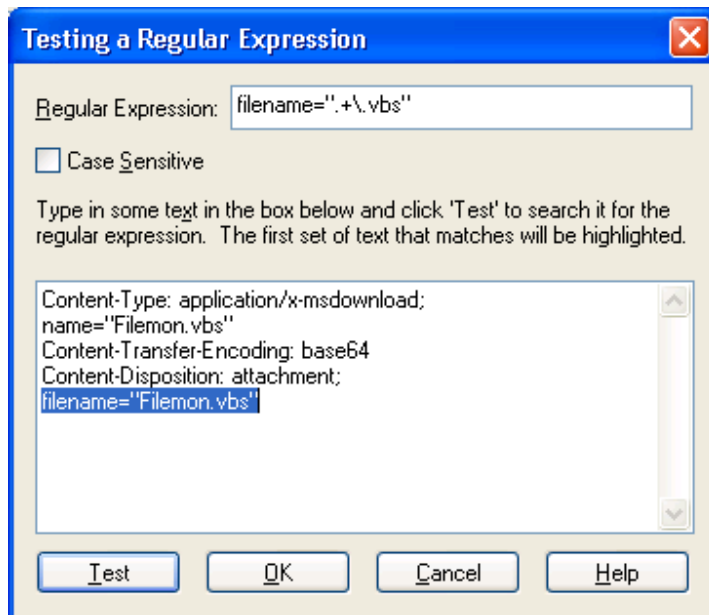 Testing a Regular Expression
Regular Expression: filename=".+\.vbs"
Case Sensitive
Type in some text in the box below and click 'Test' to search it for the
regular expression. The first set of text that matches will be highlighted.
Content-Type: application/x-msdownload;
name="Filemon.vbs"
Content-Transfer-Encoding: base64
Content-Disposition: attachment;
filename="Filemon.vbs"
Test OK Cancel Help